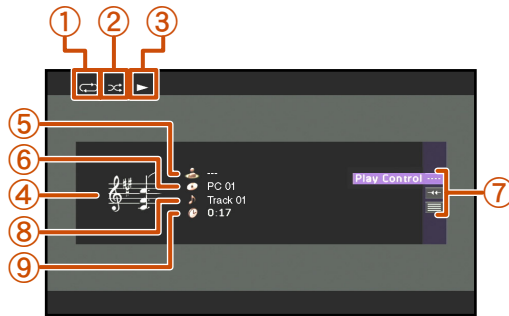 ① ② ③
⑤ ---
⑥ PC 01
Play Control ----
④ ⑦
⑧ Track 01
⑨ 0:17